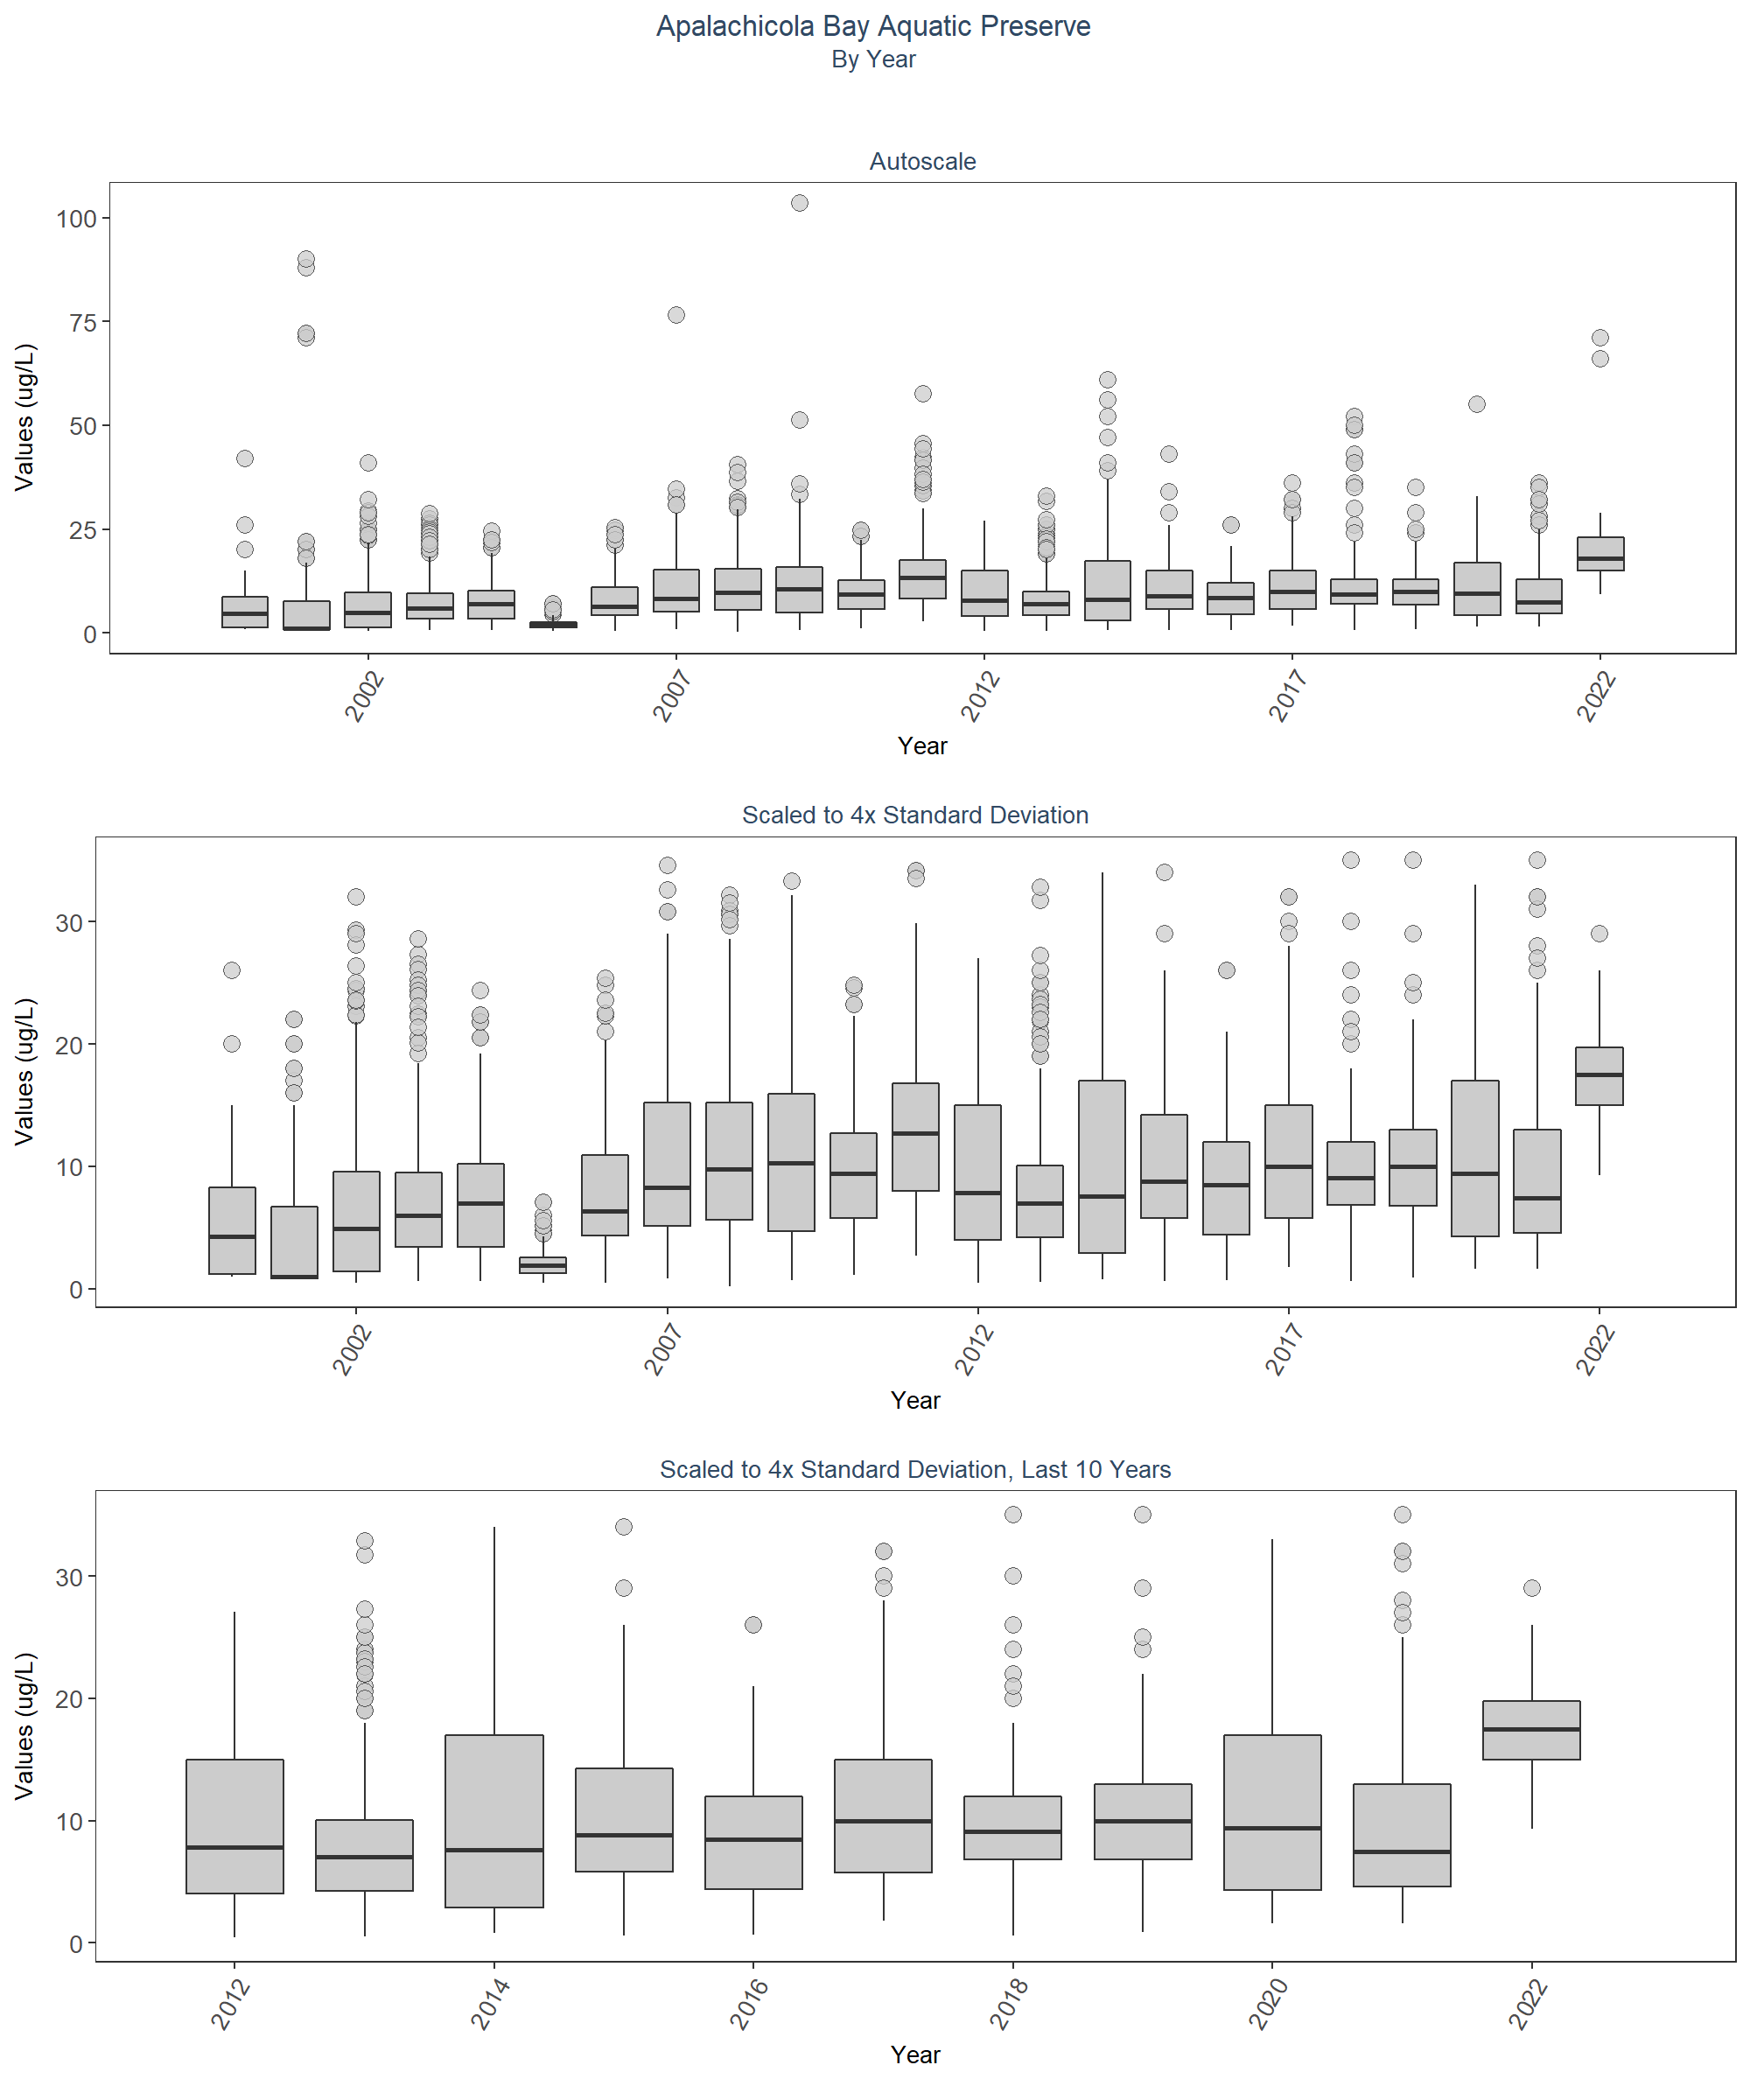 Apalachicola Bay Aquatic Preserve
By Year
Autoscale
Values (ug/L)
100
75
50
25
0
2002
2007
2012
2017
2022
Year
Scaled to 4x Standard Deviation
Values (ug/L)
30
20
10
0
2002
2007
2012
2017
2022
Year
Scaled to 4x Standard Deviation, Last 10 Years
Values (ug/L)
30
20
10
0
2012
2014
2016
2018
2020
2022
Year